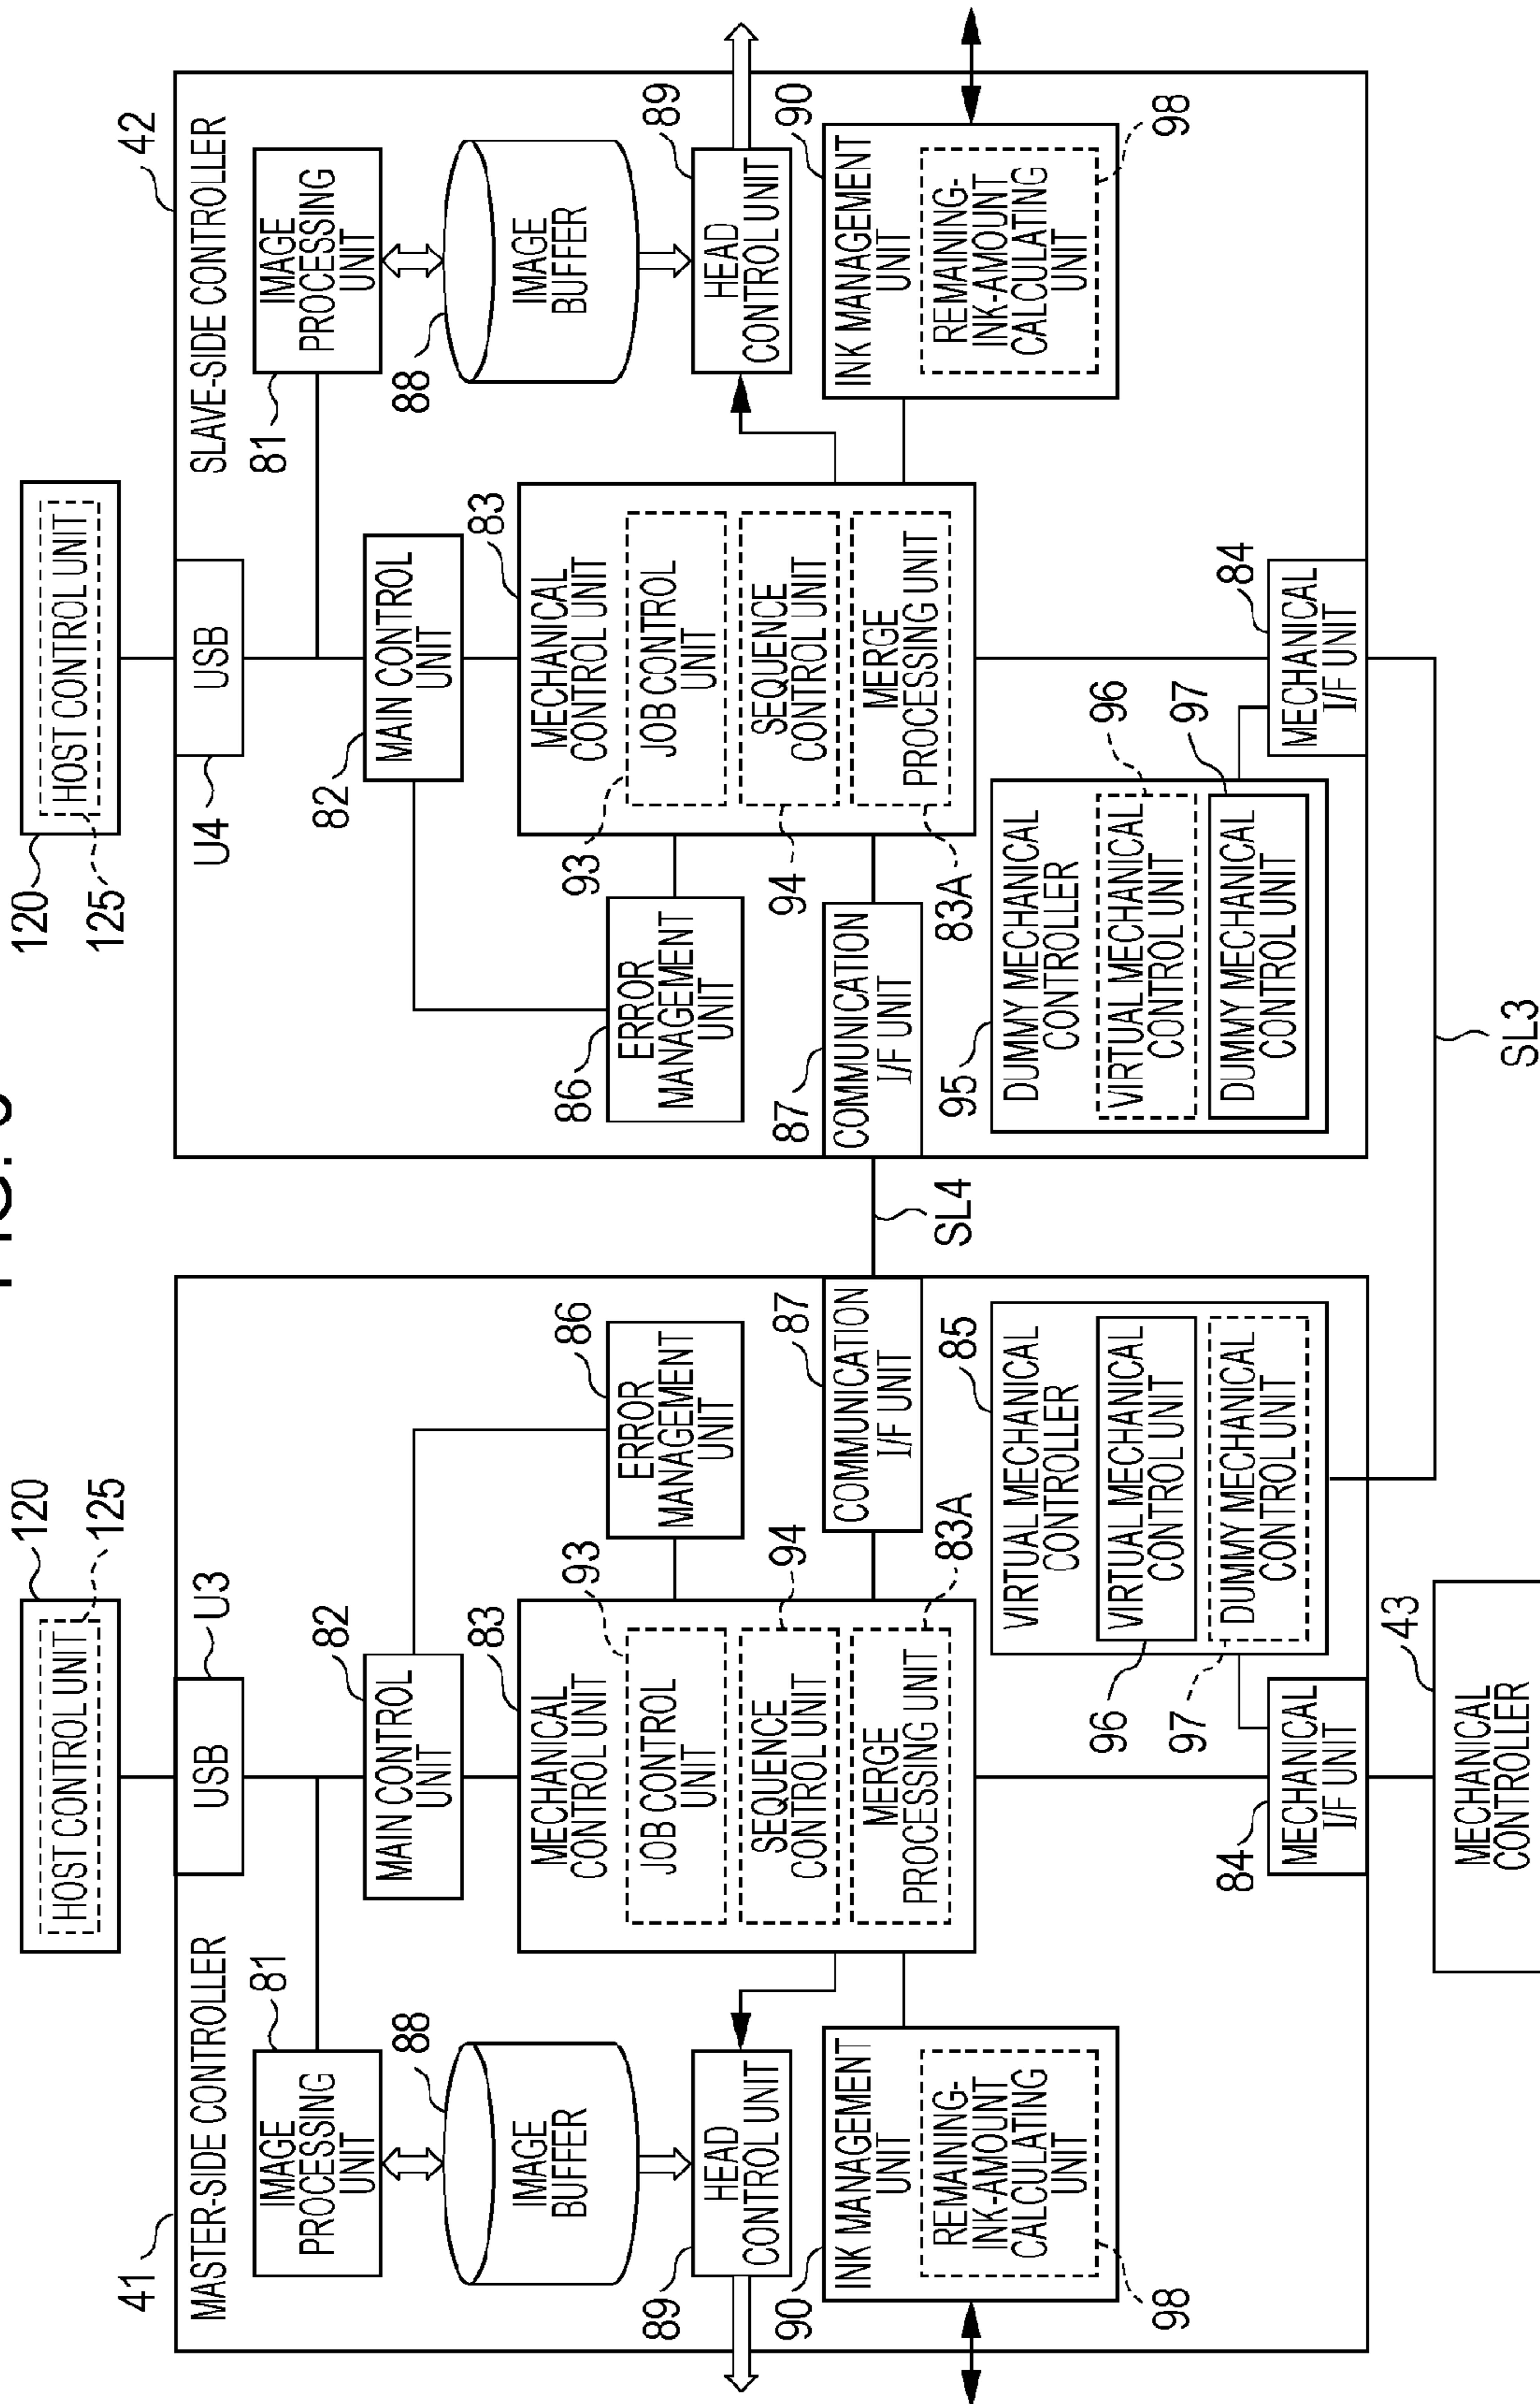 FIG.
120
HOST CONTROL UNIT
125
120
HOST CONTROL UNIT
125
41
MASTER-SIDE CONTROLLER
USB
U3
IMAGE
PROCESSING
UNIT
81
MAIN CONTROL
UNIT
82
88
IMAGE
BUFFER
MECHANICAL
CONTROL UNIT
83
JOB CONTROL
UNIT
93
SEQUENCE
CONTROL UNIT
94
MERGE
PROCESSING UNIT
83A
ERROR
MANAGEMENT
UNIT
86
HEAD
CONTROL UNIT
89
INK MANAGEMENT
UNIT
90
REMAINING-
INK-AMOUNT
CALCULATING
UNIT
98
COMMUNICATION
I/F UNIT
87
VIRTUAL MECHANICAL
CONTROLLER
85
VIRTUAL MECHANICAL
CONTROL UNIT
96
DUMMY MECHANICAL
CONTROL UNIT
97
MECHANICAL
I/F UNIT
84
MECHANICAL
CONTROLLER
43
SL4
SL3
42
SLAVE-SIDE CONTROLLER
USB
U4
IMAGE
PROCESSING
UNIT
81
MAIN CONTROL
UNIT
82
88
IMAGE
BUFFER
MECHANICAL
CONTROL UNIT
83
JOB CONTROL
UNIT
93
SEQUENCE
CONTROL UNIT
94
MERGE
PROCESSING UNIT
83A
ERROR
MANAGEMENT
UNIT
86
HEAD
CONTROL UNIT
89
INK MANAGEMENT
UNIT
90
REMAINING-
INK-AMOUNT
CALCULATING
UNIT
98
COMMUNICATION
I/F UNIT
87
DUMMY MECHANICAL
CONTROLLER
95
VIRTUAL MECHANICAL
CONTROL UNIT
96
DUMMY MECHANICAL
CONTROL UNIT
97
MECHANICAL
I/F UNIT
84